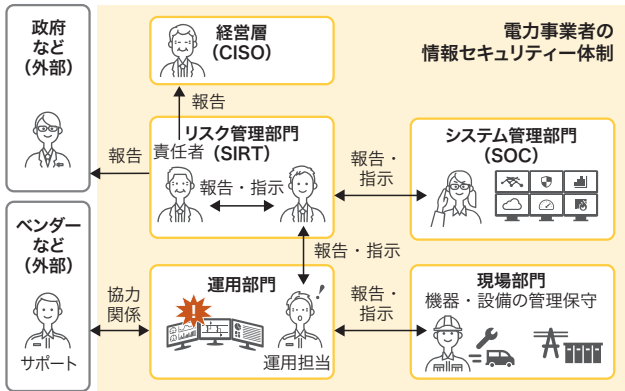 電力事業者の
情報セキュリティー体制
政府
など
（外部）
経営層
（CISO）
報告
リスク管理部門
（SIRT）
責任者
報告
報告・指示
報告・
指示
システム管理部門
（SOC）
報告・指示
ベンダー
など
（外部）
サポート
協力
関係
運用部門
!
運用担当
報告・
指示
現場部門
機器・設備の管理保守